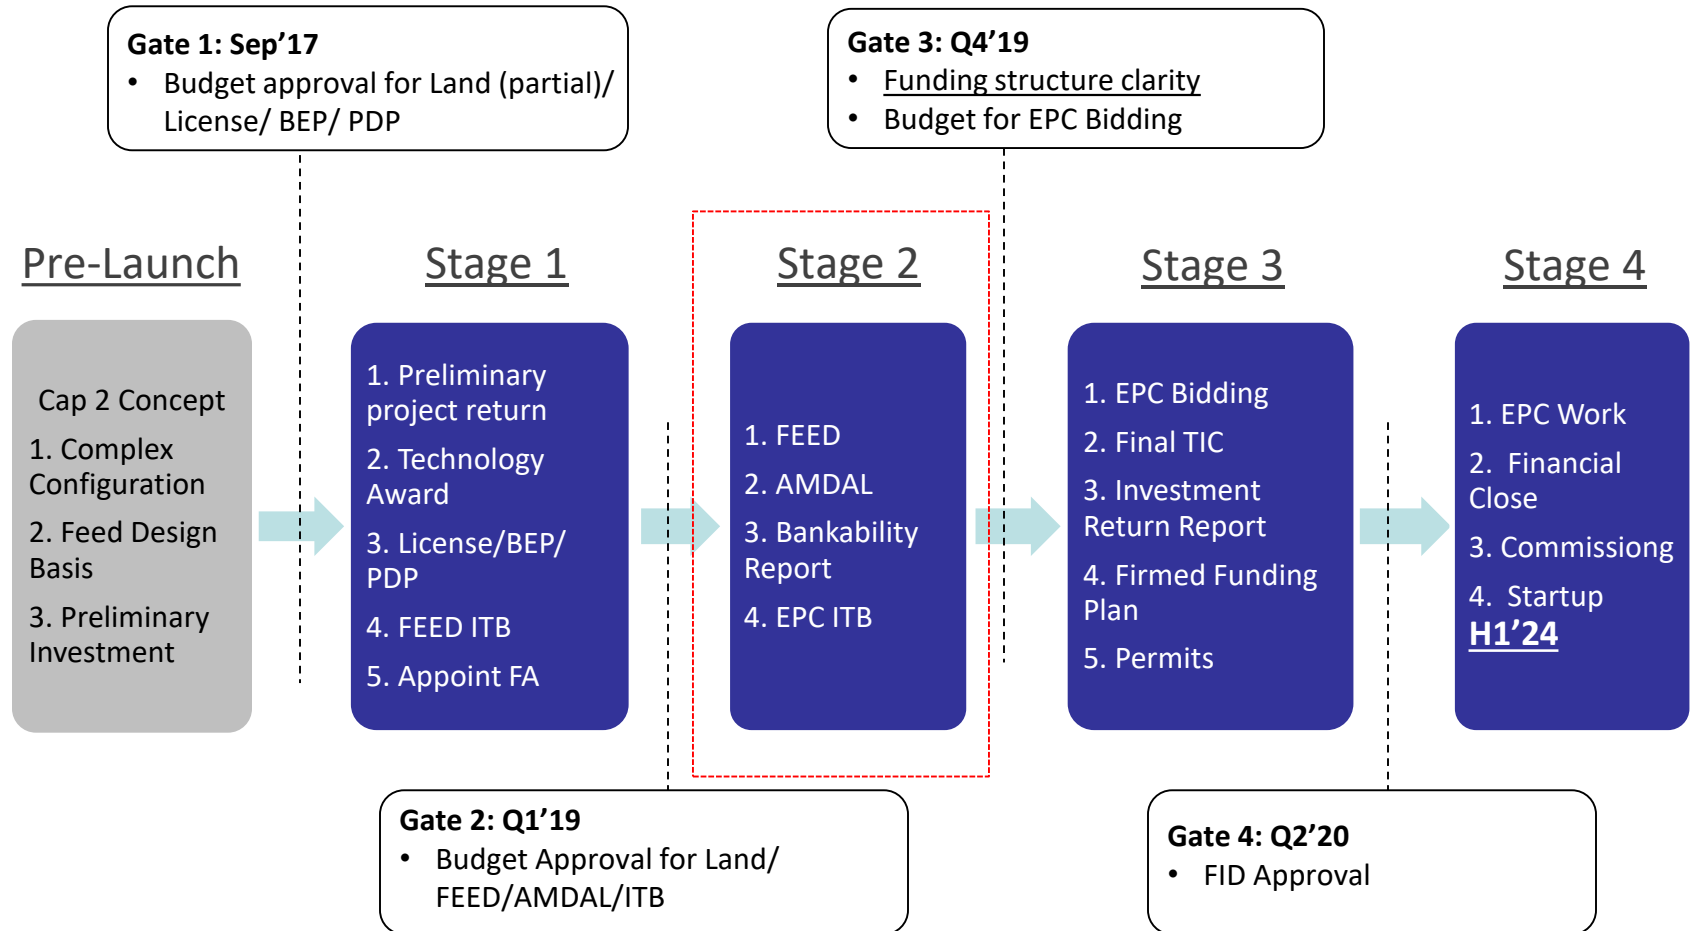 Gate 1: Sep’17
• Budget approval for Land (partial)/
License/ BEP/ PDP
Gate 3: Q4’19
• Funding structure clarity
• Budget for EPC Bidding
Pre-Launch
Cap 2 Concept
1. Complex
Configuration
2. Feed Design
Basis
3. Preliminary
Investment
Stage 1
1. Preliminary
project return
2. Technology
Award
3. License/BEP/
PDP
4. FEED ITB
5. Appoint FA
Stage 2
1. FEED
2. AMDAL
3. Bankability
Report
4. EPC ITB
Stage 3
1. EPC Bidding
2. Final TIC
3. Investment
Return Report
4. Firmed Funding
Plan
5. Permits
Stage 4
1. EPC Work
2. Financial
Close
3. Commissiong
4. Startup
H1’24
Gate 2: Q1’19
• Budget Approval for Land/
FEED/AMDAL/ITB
Gate 4: Q2’20
• FID Approval